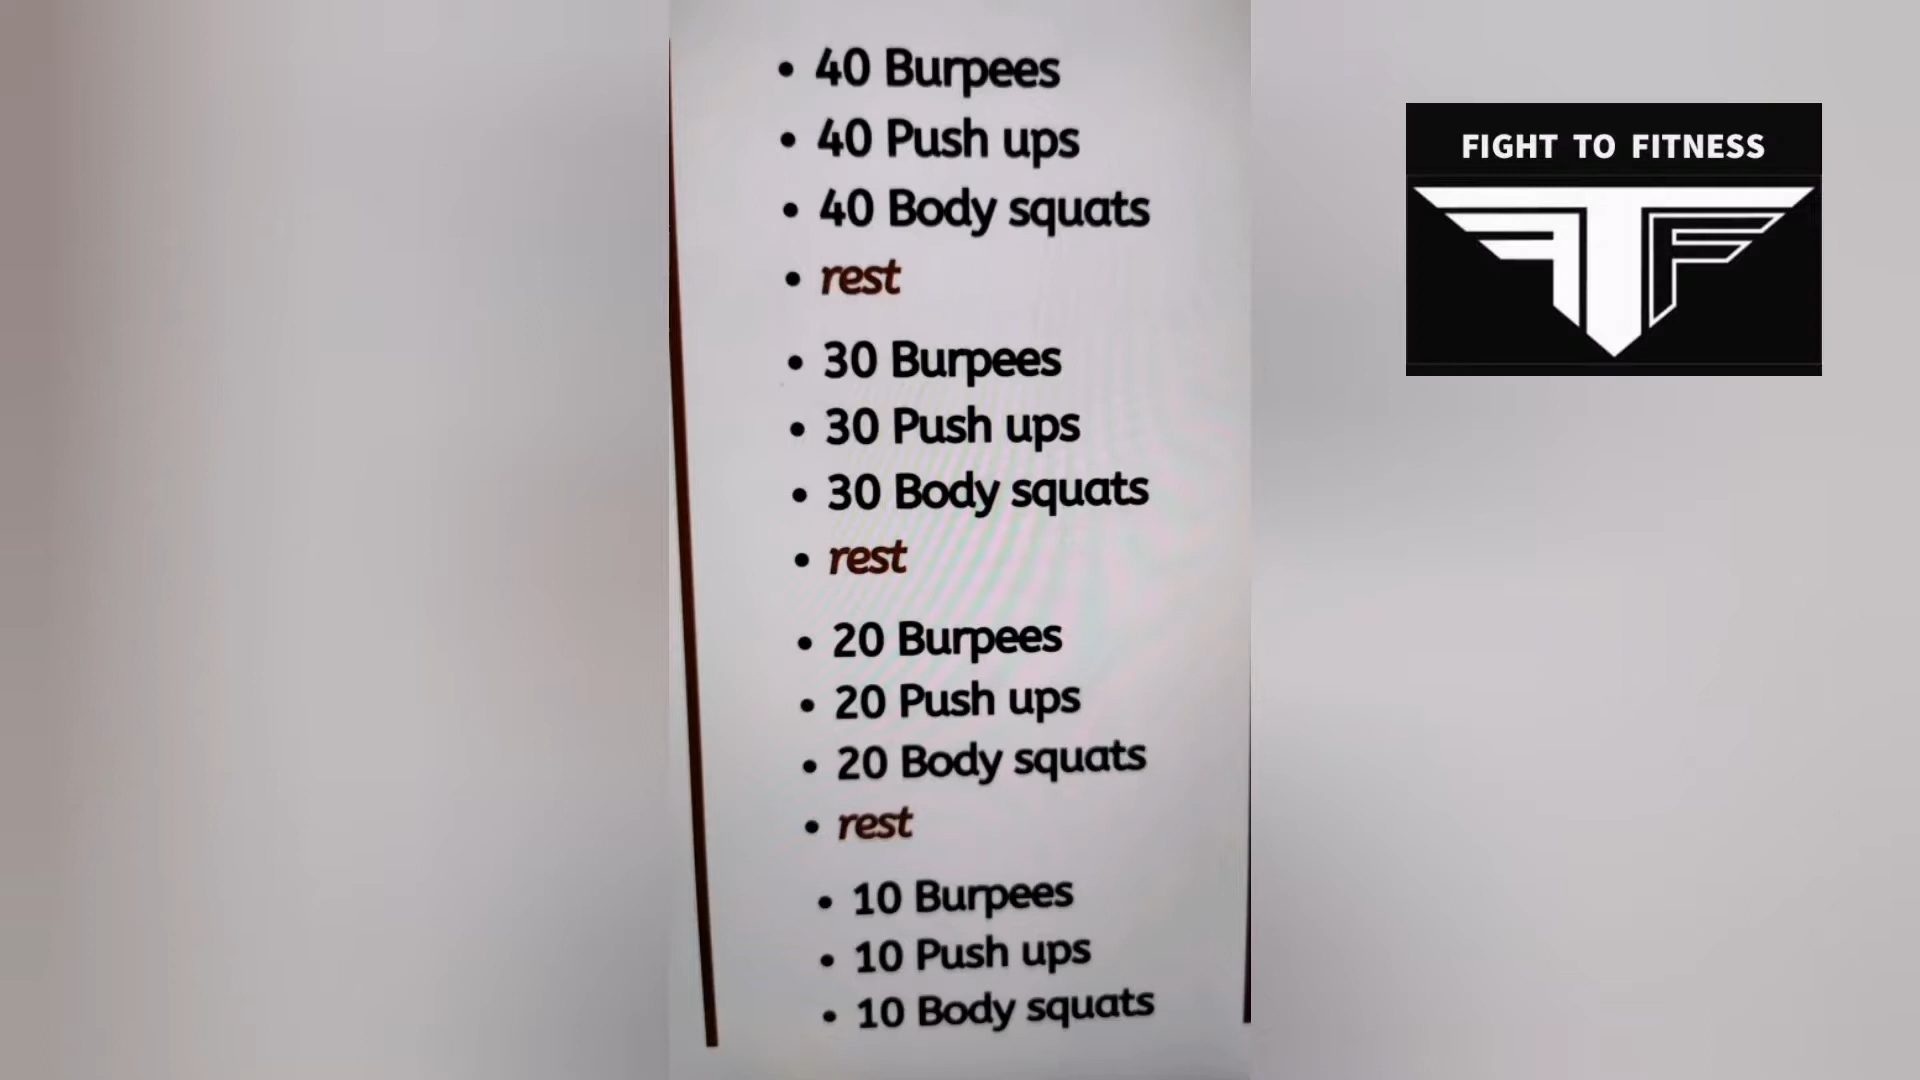 • 40 Burpees
• 40 Push ups
• 40 Body squats
• rest
• 30 Burpees
• 30 Push ups
• 30 Body squats
• rest
• 20 Burpees
• 20 Push ups
• 20 Body squats
• rest
• 10 Burpees
• 10 Push ups
• 10 Body squats
FIGHT TO FITNESS
FTF